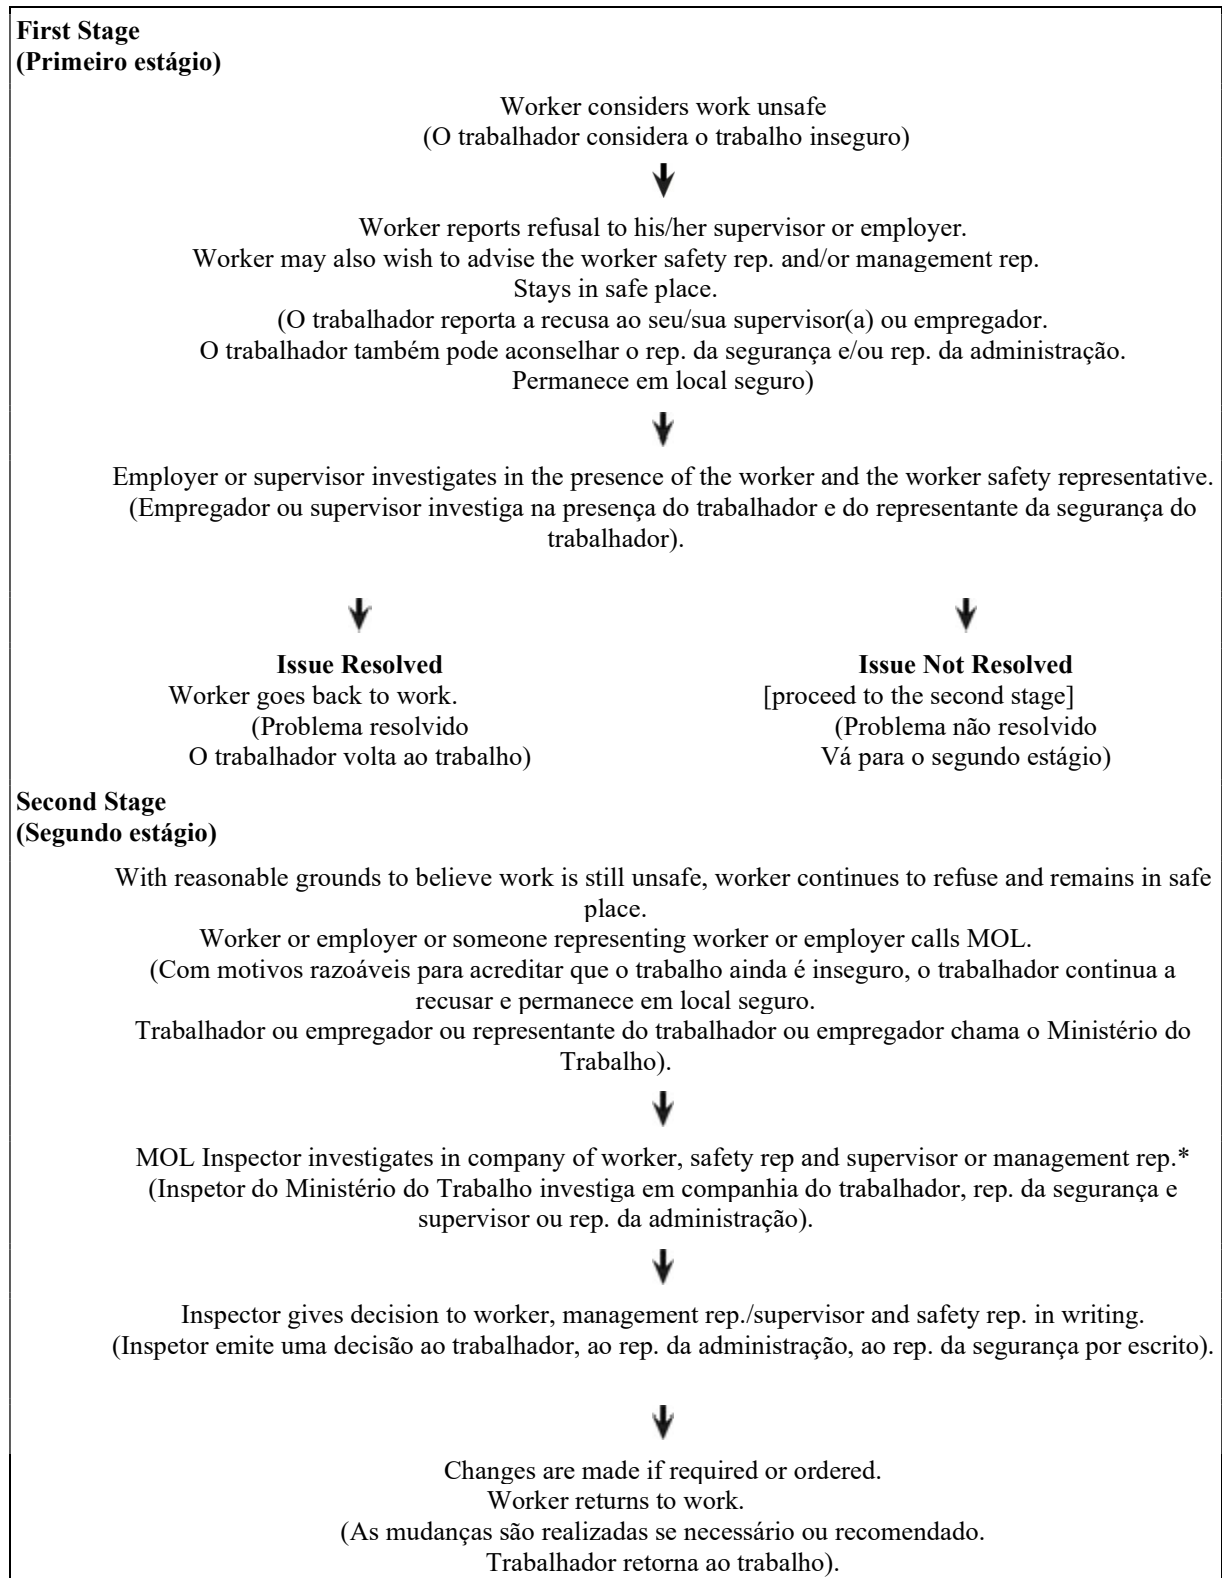 First Stage
(Primeiro estágio)
Worker considers work unsafe
(O trabalhador considera o trabalho inseguro)
Worker reports refusal to his/her supervisor or employer.
Worker may also wish to advise the worker safety rep. and/or management rep.
Stays in safe place.
(O trabalhador reporta a recusa ao seu/sua supervisor(a) ou empregador.
O trabalhador também pode aconselhar o rep. da segurança e/ou rep. da administração.
Permanece em local seguro)
Employer or supervisor investigates in the presence of the worker and the worker safety representative.
(Empregador ou supervisor investiga na presença do trabalhador e do representante da segurança do
trabalhador).
Issue Resolved
Worker goes back to work.
(Problema resolvido
O trabalhador volta ao trabalho)
Issue Not Resolved
[proceed to the second stage]
(Problema não resolvido
Vá para o segundo estágio)
Second Stage
(Segundo estágio)
With reasonable grounds to believe work is still unsafe, worker continues to refuse and remains in safe
place.
Worker or employer or someone representing worker or employer calls MOL.
(Com motivos razoáveis para acreditar que o trabalho ainda é inseguro, o trabalhador continua a
recusar e permanece em local seguro.
Trabalhador ou empregador ou representante do trabalhador ou empregador chama o Ministério do
Trabalho).
MOL Inspector investigates in company of worker, safety rep and supervisor or management rep.*
(Inspetor do Ministério do Trabalho investiga em companhia do trabalhador, rep. da segurança e
supervisor ou rep. da administração).
Inspector gives decision to worker, management rep./supervisor and safety rep. in writing.
(Inspetor emite uma decisão ao trabalhador, ao rep. da administração, ao rep. da segurança por escrito).
Changes are made if required or ordered.
Worker returns to work.
(As mudanças são realizadas se necessário ou recomendado.
Trabalhador retorna ao trabalho).